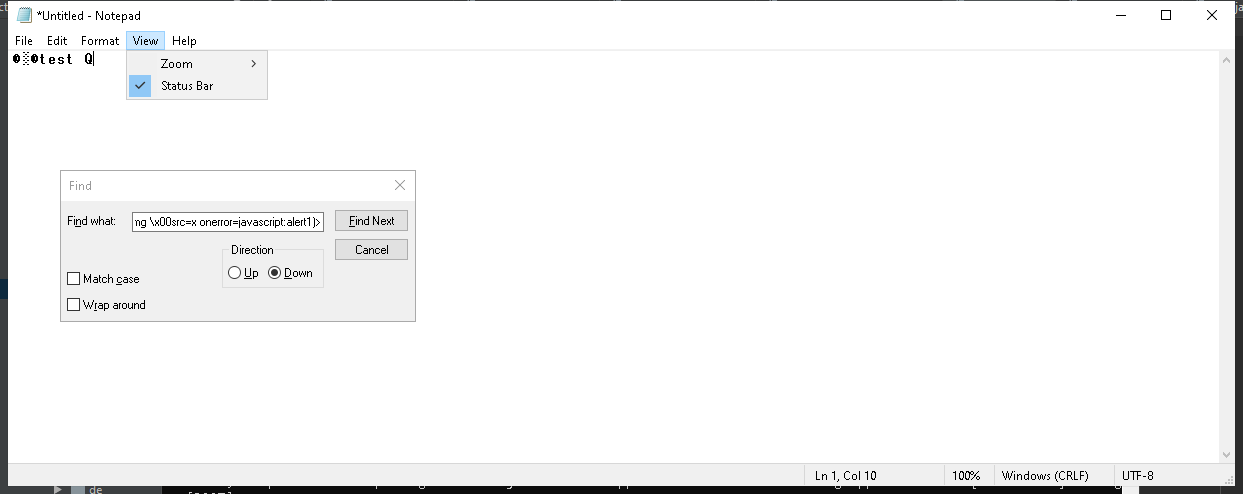 *Untitled - Notepad
File Edit Format View Help
test Q
Zoom
Status Bar
Find
Find what: mg \x00src=x onerror=javascript:alert1)>
Find Next
Direction
Cancel
Up Down
Match case
Wrap around
Ln 1, Col 10 100% Windows (CRLF) UTF-8
de